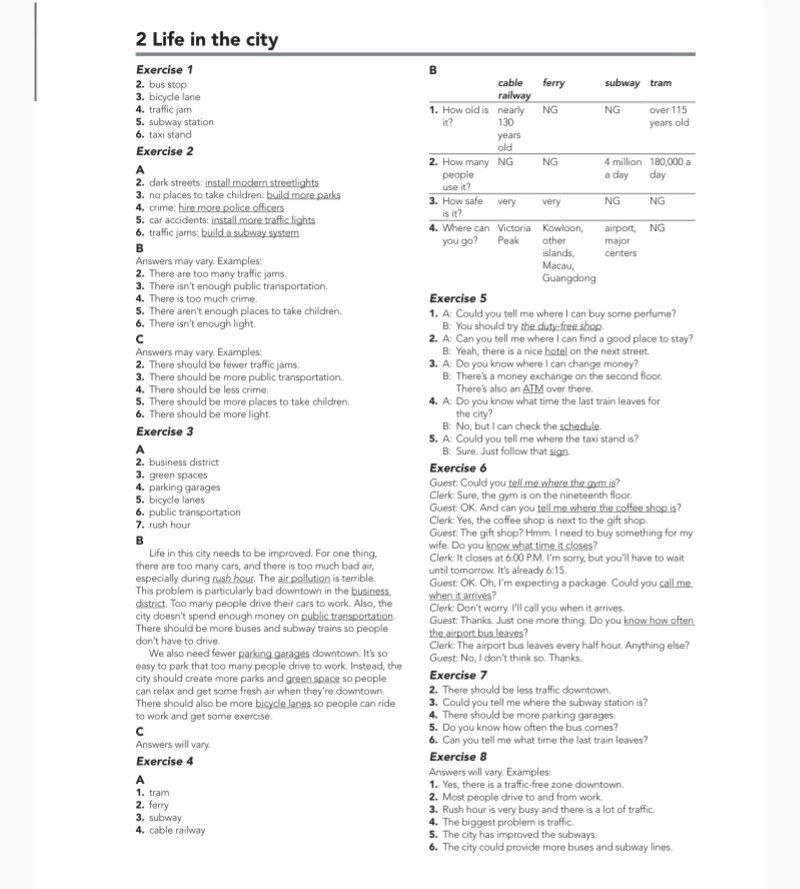 2 Life in the city
Exercise 1
2. bus stop
3. bicycle lane
4. traffic jam
5. subway station
6. taxi stand
Exercise 2
A
2. dark streets: install modern streetlights
3. no places to take children: build more parks
4. crime: hire more police officers
5. car accidents: install more traffic lights
6. traffic jams: build a subway system
B
Answers may vary. Examples:
2. There are too many traffic jams.
3. There isn't enough public transportation.
4. There is too much crime.
5. There aren't enough places to take children.
6. There isn't enough light.
C
Answers may vary. Examples:
2. There should be fewer traffic jams.
3. There should be more public transportation.
4. There should be less crime.
5. There should be more places to take children.
6. There should be more light.
Exercise 3
A
2. business district
3. green spaces
4. parking garages
5. bicycle lanes
6. public transportation
7. rush hour
B
Life in this city needs to be improved. For one thing,
there are too many cars, and there is too much bad air,
especially during rush hour. The air pollution is terrible.
This problem is particularly bad downtown in the business
district. Too many people drive their cars to work. Also, the
city doesn't spend enough money on public transportation.
There should be more buses and subway trains so people
don't have to drive.
We also need fewer parking garages downtown. It's so
easy to park that too many people drive to work. Instead, the
city should create more parks and green space so people
can relax and get some fresh air when they're downtown.
There should also be more bicycle lanes so people can ride
to work and get some exercise.
C
Answers will vary.
Exercise 4
A
1. tram
2. ferry
3. subway
4. cable railway
B
cable ferry subway tram
railway
1. How old is nearly NG NG over 115
it? 130 years old
years
old
2. How many NG NG 4 million 180,000 a
people a day day
use it?
3. How safe very very NG NG
is it?
4. Where can Victoria Kowloon, airport, NG
you go? Peak other major
islands, centers
Macau,
Guangdong
Exercise 5
1. A: Could you tell me where I can buy some perfume?
B: You should try the duty-free shop.
2. A: Can you tell me where I can find a good place to stay?
B: Yeah, there is a nice hotel on the next street.
3. A: Do you know where I can change money?
B: There's a money exchange on the second floor.
There's also an ATM over there.
4. A: Do you know what time the last train leaves for
the city?
B: No, but I can check the schedule.
5. A: Could you tell me where the taxi stand is?
B: Sure. Just follow that sign.
Exercise 6
Guest: Could you tell me where the gym is?
Clerk: Sure, the gym is on the nineteenth floor.
Guest: OK. And can you tell me where the coffee shop is?
Clerk: Yes, the coffee shop is next to the gift shop.
Guest: The gift shop? Hmm. I need to buy something for my
wife. Do you know what time it closes?
Clerk: It closes at 6:00 P.M. I'm sorry, but you'll have to wait
until tomorrow. It's already 6:15.
Guest: OK. Oh, I'm expecting a package. Could you call me
when it arrives?
Clerk: Don't worry. I'll call you when it arrives.
Guest: Thanks. Just one more thing. Do you know how often
the airport bus leaves?
Clerk: The airport bus leaves every half hour. Anything else?
Guest: No, I don't think so. Thanks.
Exercise 7
2. There should be less traffic downtown.
3. Could you tell me where the subway station is?
4. There should be more parking garages.
5. Do you know how often the bus comes?
6. Can you tell me what time the last train leaves?
Exercise 8
Answers will vary. Examples:
1. Yes, there is a traffic-free zone downtown.
2. Most people drive to and from work.
3. Rush hour is very busy and there is a lot of traffic.
4. The biggest problem is traffic.
5. The city has improved the subways.
6. The city could provide more buses and subway lines.